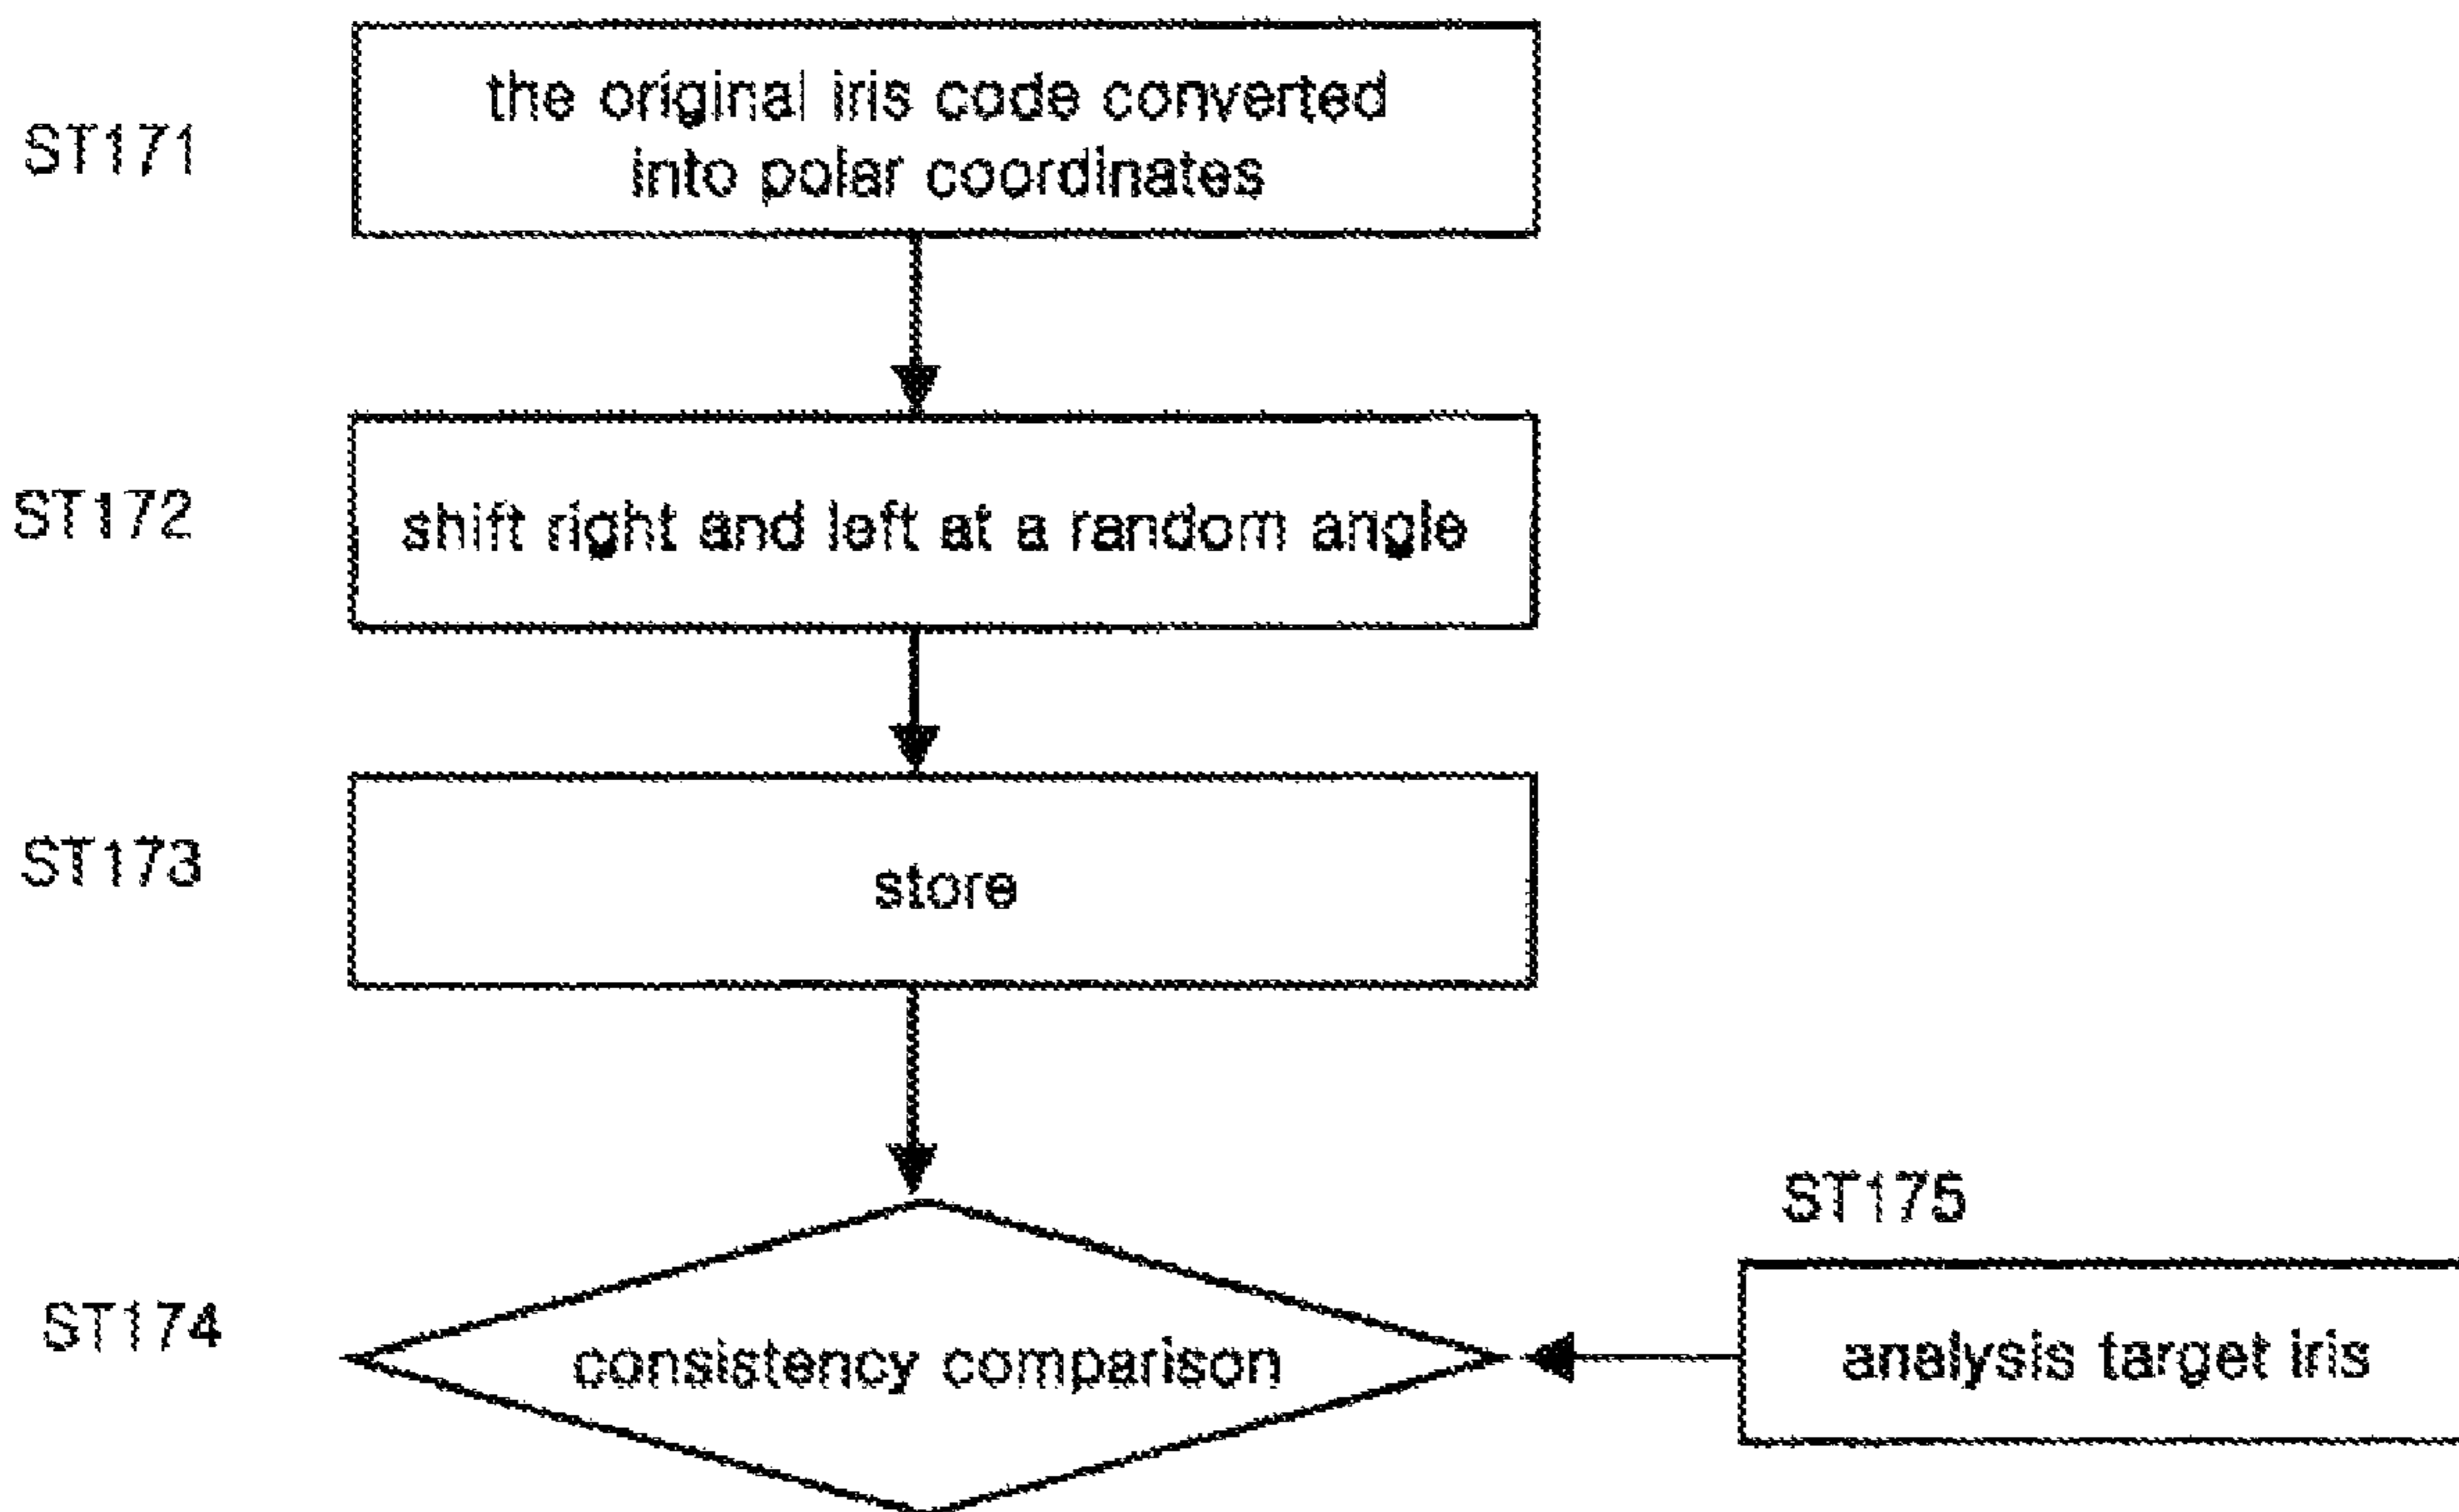 ST171
the original iris code converted
into polar coordinates
ST172
shift right and left at a random angle
ST173
store
ST175
ST174
consistency comparison
analysis target iris